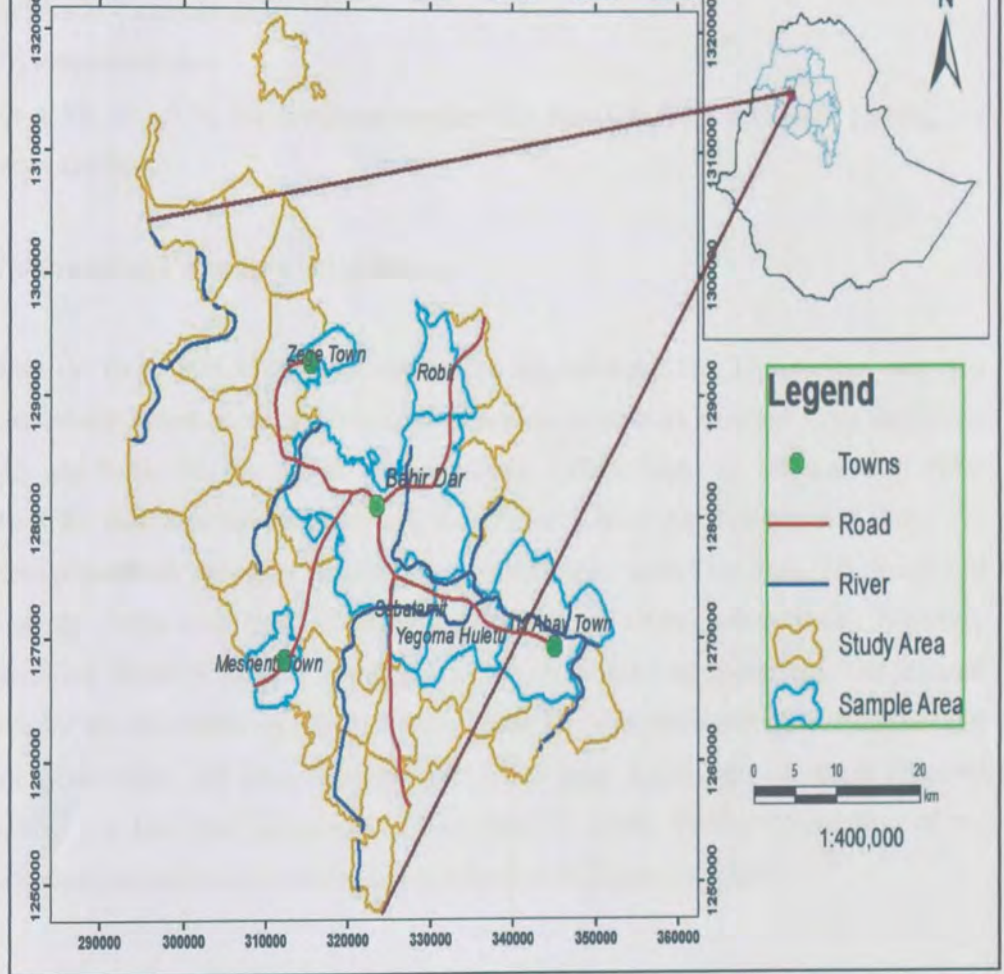 N
1320000
1310000
1300000
1290000
1280000
1270000
1260000
1250000
1320000
1310000
1300000
1290000
1280000
1270000
1260000
1250000
Zege Town
Robit
Bahir Dar
Sebatamit
Yegoma Huletu
Abay Town
Meshenti Town
290000 300000 310000 320000 330000 340000 350000 360000
Legend
Towns
Road
River
Study Area
Sample Area
0 5 10 20
km
1:400,000